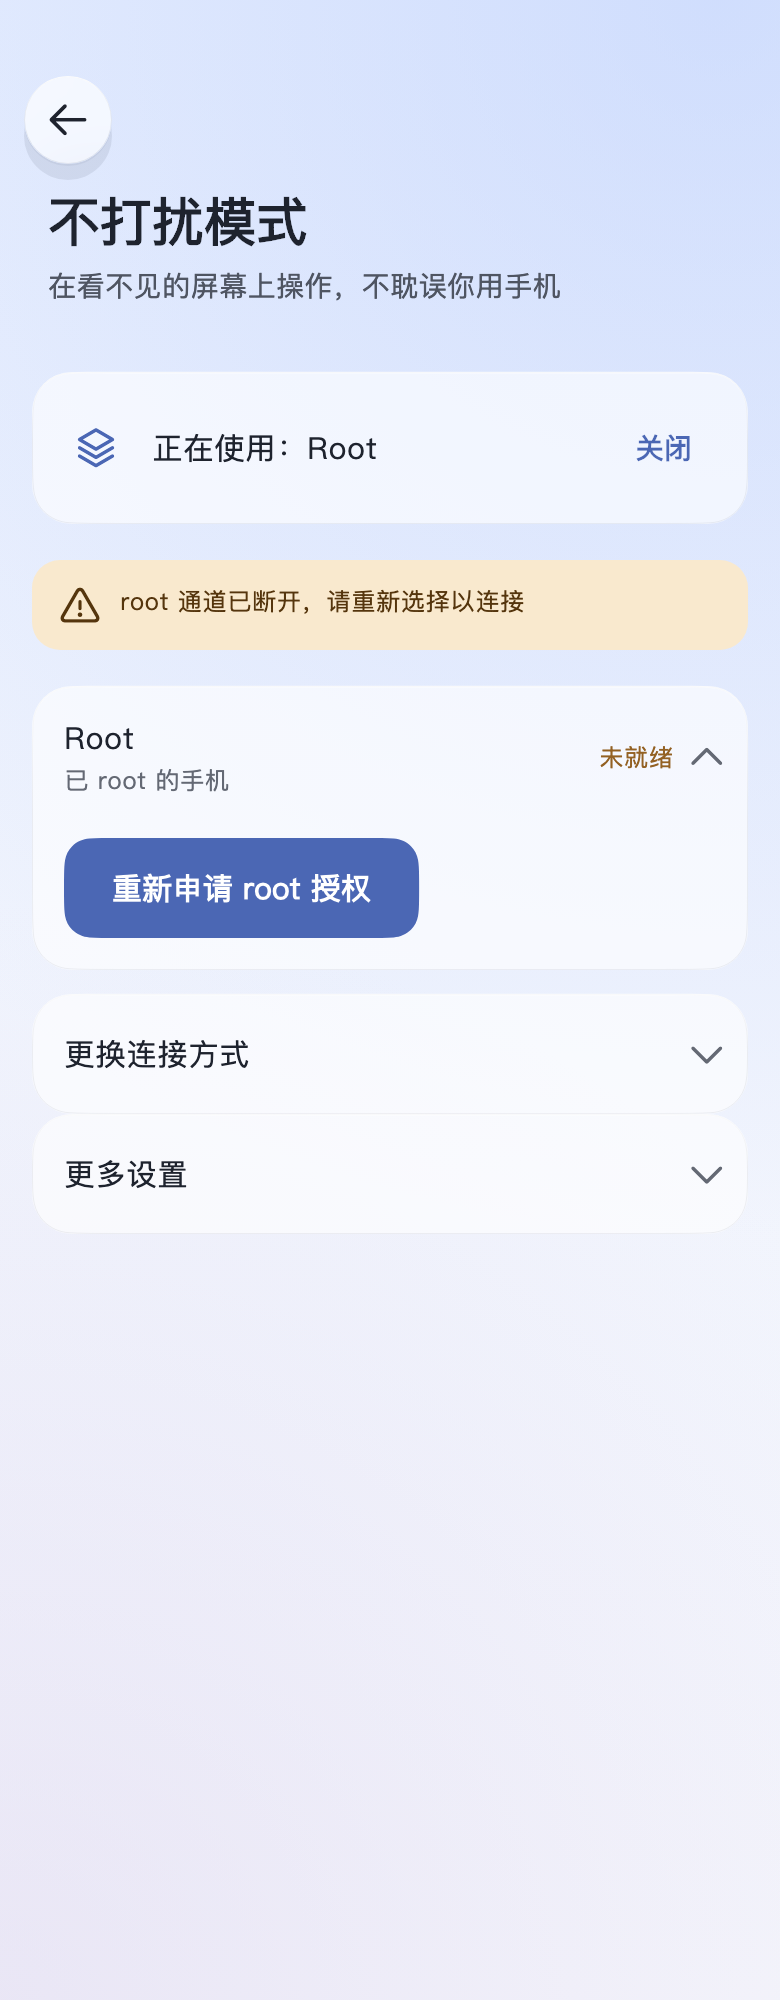 不打扰模式
在看不见的屏幕上操作，不耽误你用手机
正在使用：Root
关闭
root 通道已断开，请重新选择以连接
Root
已 root 的手机
未就绪
重新申请 root 授权
更换连接方式
更多设置